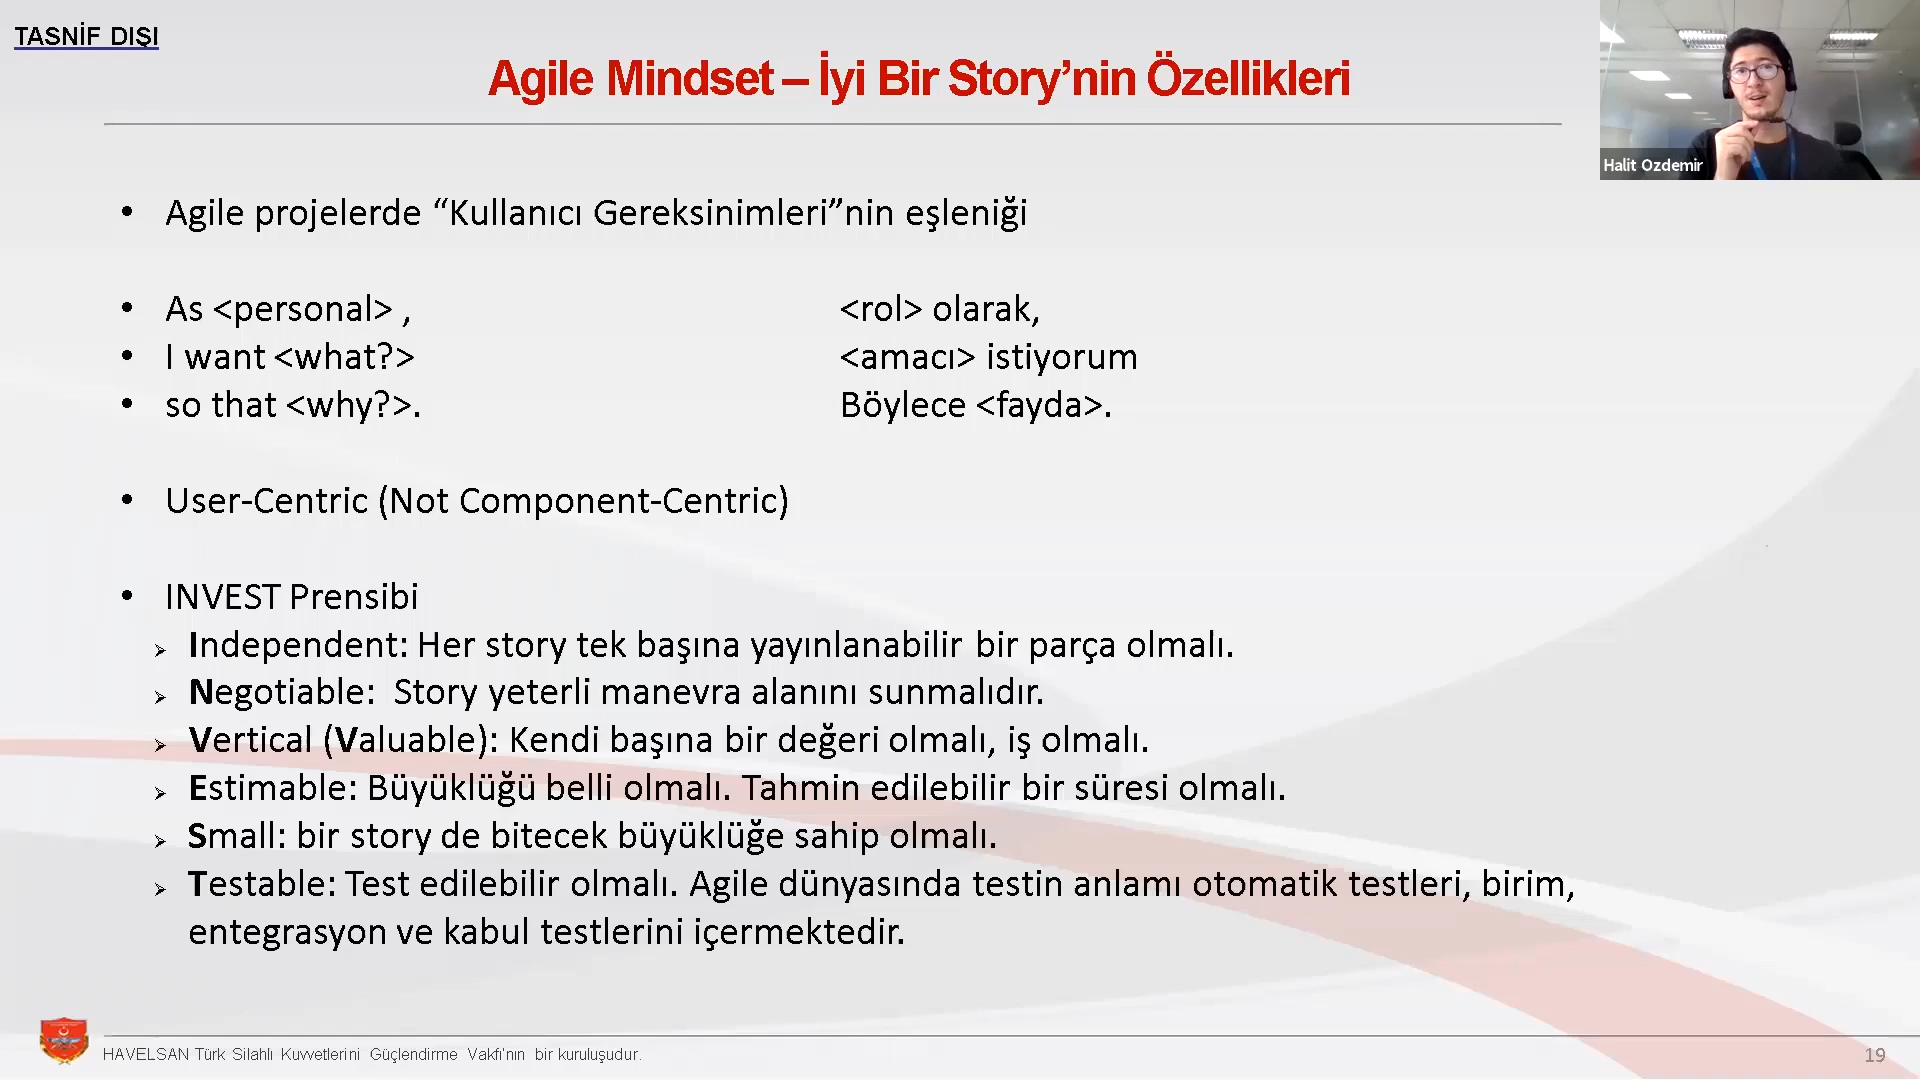 TASNİF DIŞI
Agile Mindset – İyi Bir Story’nin Özellikleri
Halit Ozdemir
• Agile projelerde “Kullanıcı Gereksinimleri”nin eşleniği
• As <personal> , <rol> olarak,
• I want <what?> <amacı> istiyorum
• so that <why?>. Böylece <fayda>.
• User-Centric (Not Component-Centric)
• INVEST Prensibi
➢ Independent: Her story tek başına yayınlanabilir bir parça olmalı.
➢ Negotiable: Story yeterli manevra alanını sunmalıdır.
➢ Vertical (Valuable): Kendi başına bir değeri olmalı, iş olmalı.
➢ Estimable: Büyüklüğü belli olmalı. Tahmin edilebilir bir süresi olmalı.
➢ Small: bir story de bitecek büyüklüğe sahip olmalı.
➢ Testable: Test edilebilir olmalı. Agile dünyasında testin anlamı otomatik testleri, birim,
entegrasyon ve kabul testlerini içermektedir.
HAVELSAN Türk Silahlı Kuvvetlerini Güçlendirme Vakfı'nın bir kuruluşudur.
19